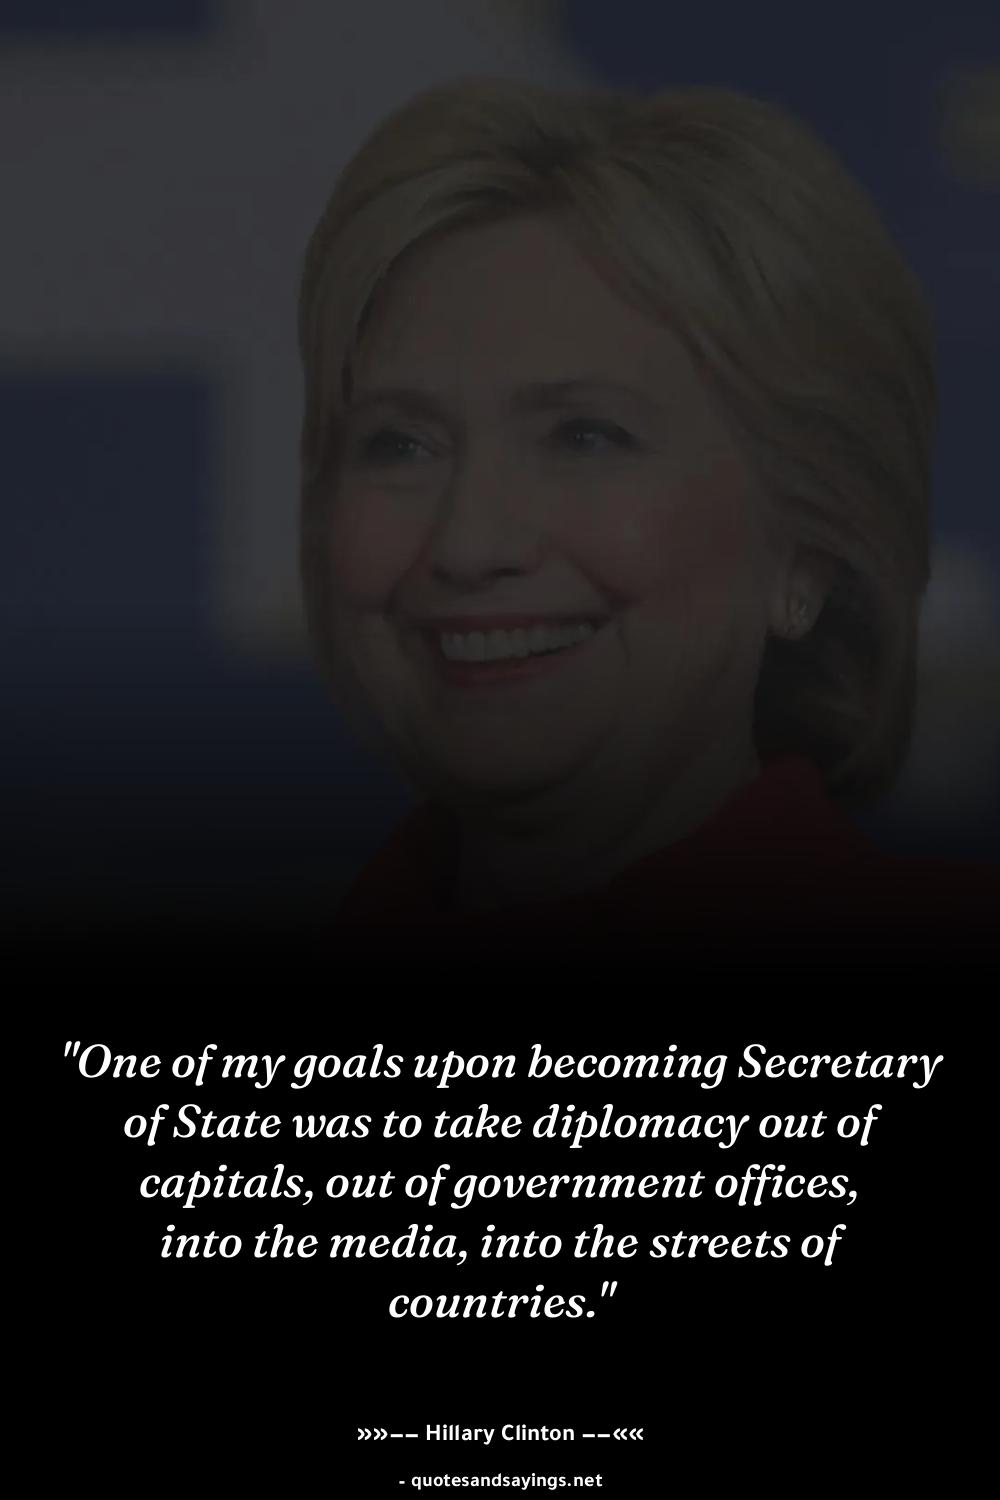 "One of my goals upon becoming Secretary
of State was to take diplomacy out of
capitals, out of government offices,
into the media, into the streets of
countries."
»»—— Hillary Clinton ——««
- quotesandsayings.net